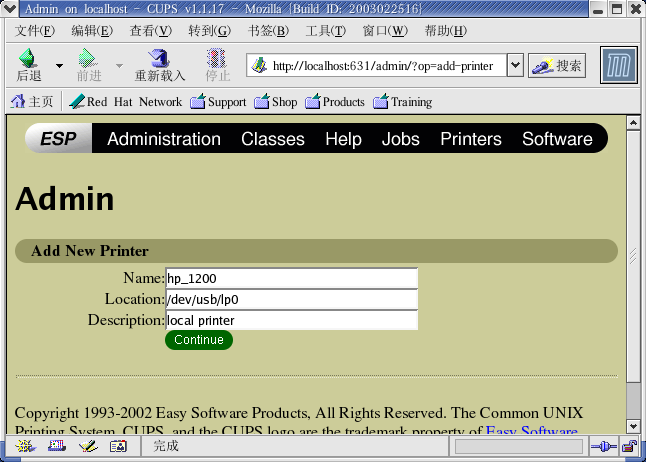 Admin on localhost - CUPS v1.1.17 - Mozilla {Build ID: 2003022516}
文件(F) 编辑(E) 查看(V) 转到(G) 书签(B) 工具(T) 窗口(W) 帮助(H)
后退 前进 重新载入 停止 http://localhost:631/admin/?op=add-printer 搜索
主页 Red Hat Network Support Shop Products Training
ESP Administration Classes Help Jobs Printers Software
Admin
Add New Printer
Name: hp_1200
Location: /dev/usb/lp0
Description: local printer
Continue
Copyright 1993-2002 Easy Software Products, All Rights Reserved. The Common UNIX
Printing System, CUPS, and the CUPS logo are the trademark property of Easy Software
完成